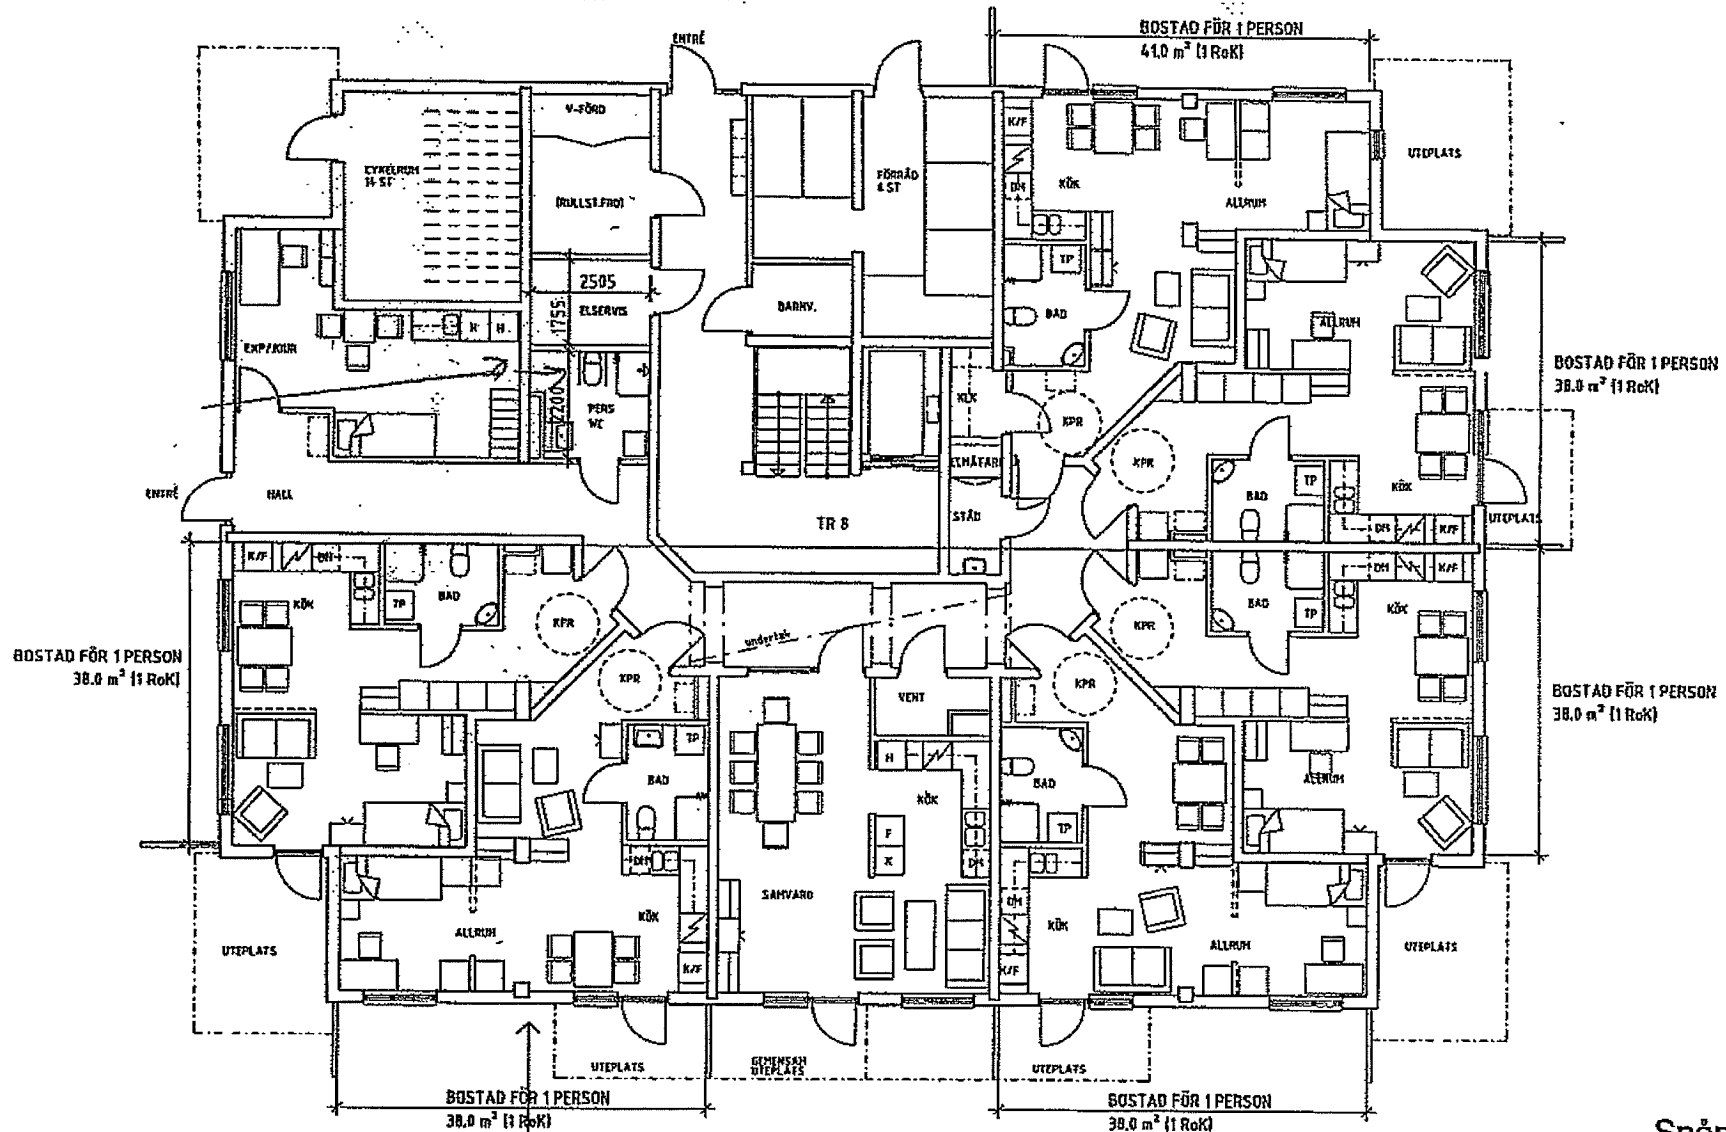 BOSTAD FÖR 1 PERSON
41.0 m² (1 RoK)
ENTRÉ
V-FÖRD
K/F
UTEPLATS
CYKELRUM
14 ST
FÖRRÅD
6 ST
KÖK
DM
(RULLST.FRD)
ALLRUM
TP
2505
1755
ELSERVIS
BARNV.
BAD
K
H
EXP/JOUR
ALLRUM
BOSTAD FÖR 1 PERSON
38.0 m² (1 RoK)
2200
PERS
WC
KLK
KPR
KPR
ELMÄTARE
TP
BAD
KÖK
ENTRÉ
HALL
TR 8
STÄD
UTEPLATS
DM
K/F
K/F
DM
BAD
TP
KÖK
KPR
DM
K/F
BAD
TP
KÖK
KPR
undertak
BOSTAD FÖR 1 PERSON
38.0 m² (1 RoK)
KPR
KPR
VENT
BOSTAD FÖR 1 PERSON
38.0 m² (1 RoK)
TP
BAD
H
KÖK
BAD
ALLRUM
F
K
TP
DM
DM
SAMVARO
DM
KÖK
ALLRUM
KÖK
ALLRUM
UTEPLATS
UTEPLATS
K/F
K/F
UTEPLATS
GEMENSAM
UTEPLATS
UTEPLATS
BOSTAD FÖR 1 PERSON
38.0 m² (1 RoK)
BOSTAD FÖR 1 PERSON
38.0 m² (1 RoK)